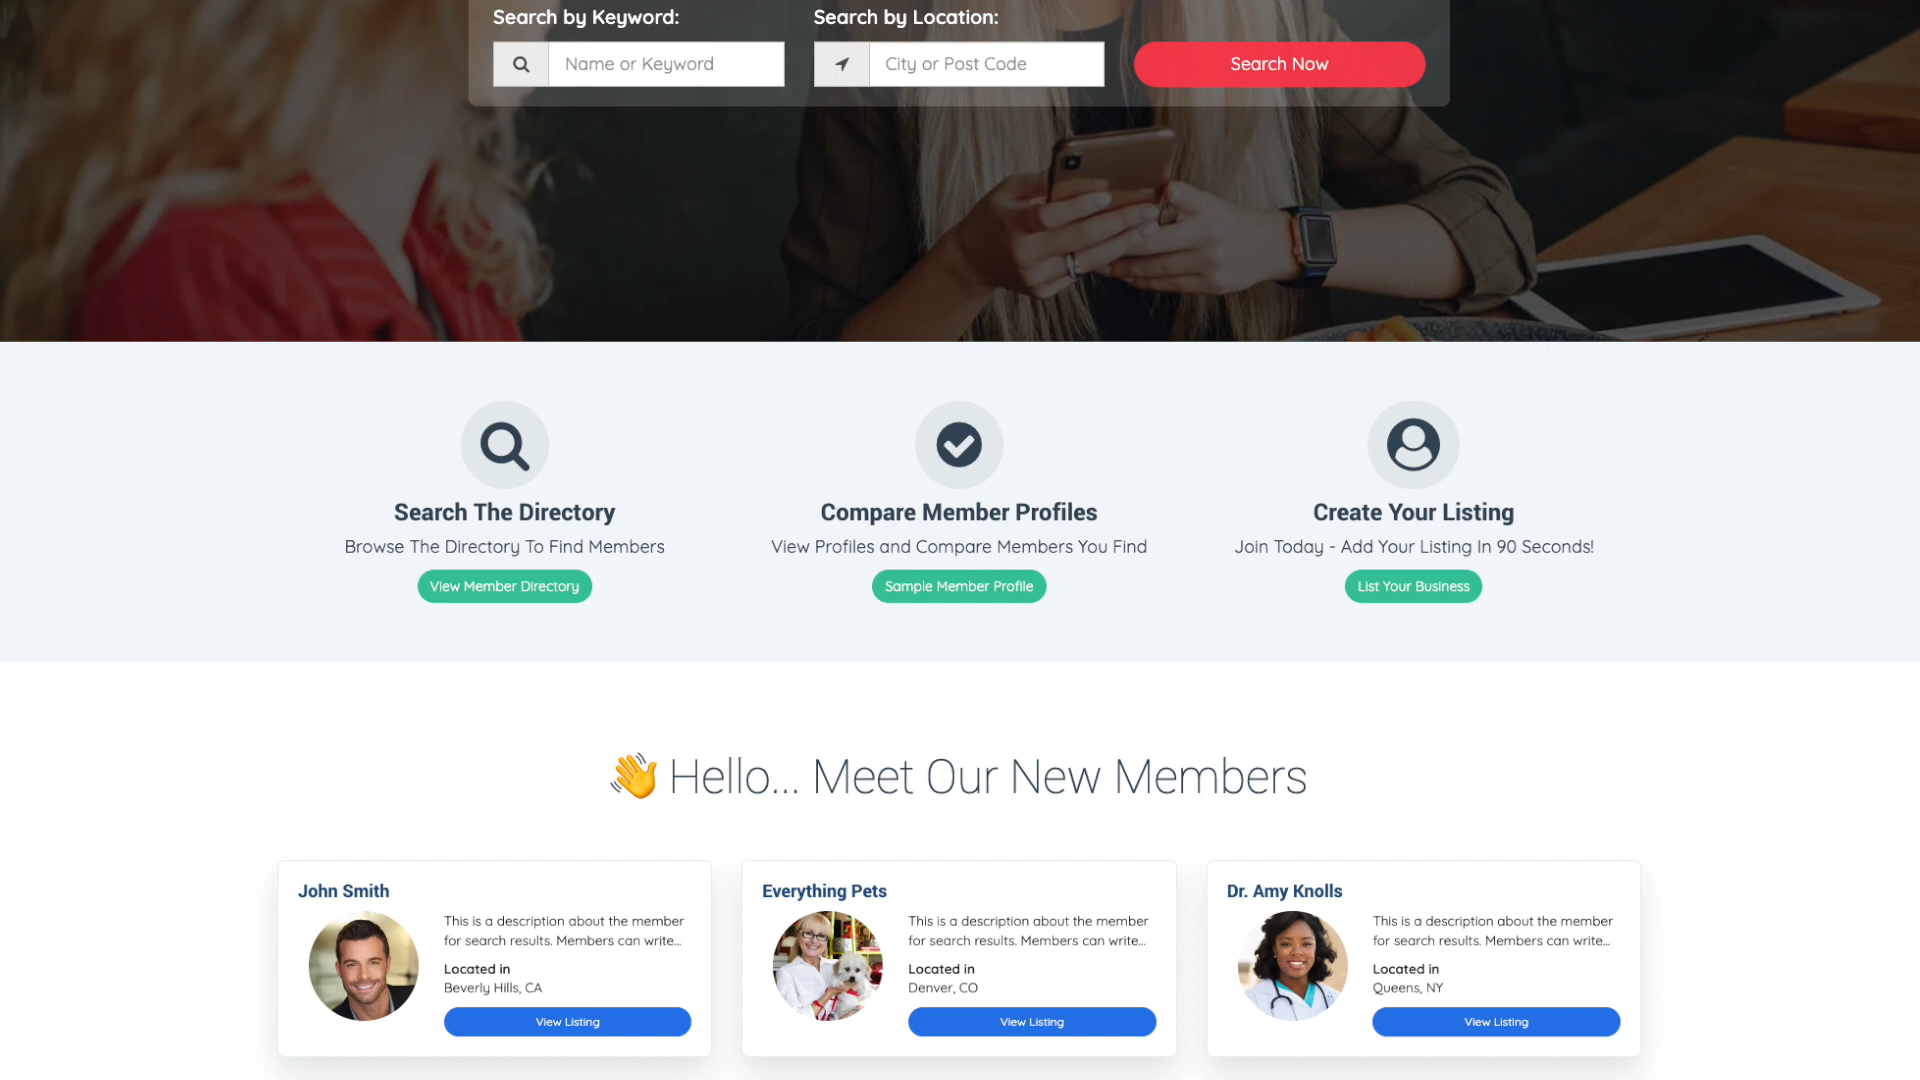 Search by Keyword:
Search by Location:
Name or Keyword
City or Post Code
Search Now
Search The Directory
Browse The Directory To Find Members
View Member Directory
Compare Member Profiles
View Profiles and Compare Members You Find
Sample Member Profile
Create Your Listing
Join Today - Add Your Listing In 90 Seconds!
List Your Business
👋 Hello... Meet Our New Members
John Smith
This is a description about the member
for search results. Members can write...
Located in
Beverly Hills, CA
View Listing
Everything Pets
This is a description about the member
for search results. Members can write...
Located in
Denver, CO
View Listing
Dr. Amy Knolls
This is a description about the member
for search results. Members can write...
Located in
Queens, NY
View Listing